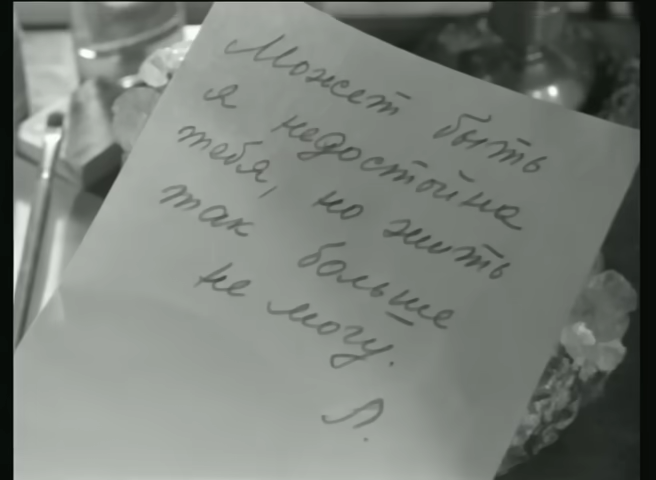 Может быть
я недостойна
тебя, но жить
так больше
не могу.
Л.